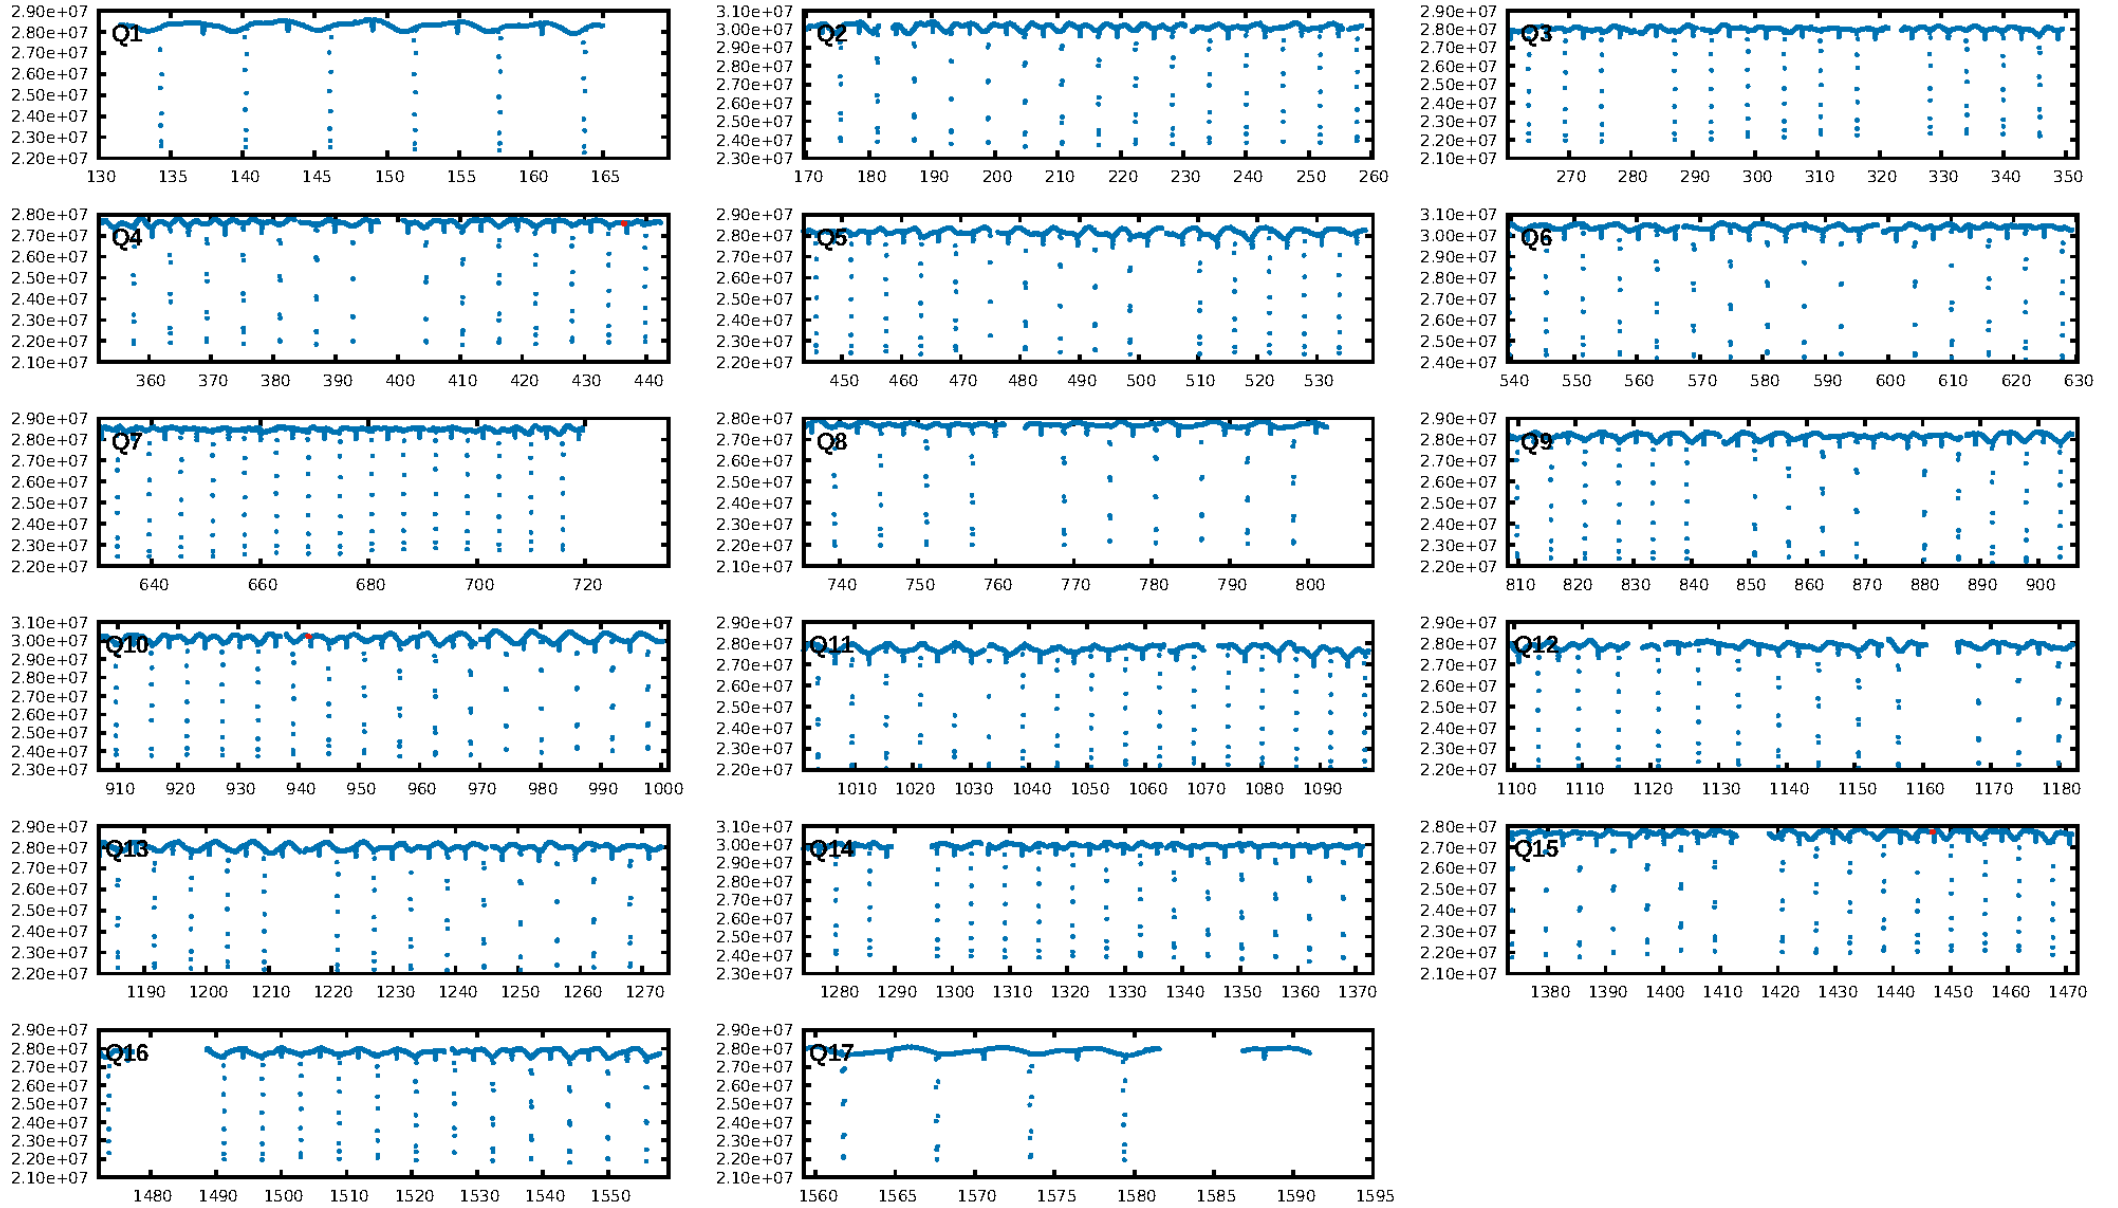 2.90e+07
2.80e+07
2.70e+07
2.60e+07
2.50e+07
2.40e+07
2.30e+07
2.20e+07
Q1
130 135 140 145 150 155 160 165
3.10e+07
3.00e+07
2.90e+07
2.80e+07
2.70e+07
2.60e+07
2.50e+07
2.40e+07
2.30e+07
Q2
170 180 190 200 210 220 230 240 250 260
2.90e+07
2.80e+07
2.70e+07
2.60e+07
2.50e+07
2.40e+07
2.30e+07
2.20e+07
2.10e+07
Q3
270 280 290 300 310 320 330 340 350
2.80e+07
2.70e+07
2.60e+07
2.50e+07
2.40e+07
2.30e+07
2.20e+07
2.10e+07
Q4
360 370 380 390 400 410 420 430 440
2.90e+07
2.80e+07
2.70e+07
2.60e+07
2.50e+07
2.40e+07
2.30e+07
2.20e+07
Q5
450 460 470 480 490 500 510 520 530
3.10e+07
3.00e+07
2.90e+07
2.80e+07
2.70e+07
2.60e+07
2.50e+07
2.40e+07
Q6
540 550 560 570 580 590 600 610 620 630
2.90e+07
2.80e+07
2.70e+07
2.60e+07
2.50e+07
2.40e+07
2.30e+07
2.20e+07
Q7
640 660 680 700 720
2.80e+07
2.70e+07
2.60e+07
2.50e+07
2.40e+07
2.30e+07
2.20e+07
2.10e+07
Q8
740 750 760 770 780 790 800
2.90e+07
2.80e+07
2.70e+07
2.60e+07
2.50e+07
2.40e+07
2.30e+07
2.20e+07
Q9
810 820 830 840 850 860 870 880 890 900
3.10e+07
3.00e+07
2.90e+07
2.80e+07
2.70e+07
2.60e+07
2.50e+07
2.40e+07
2.30e+07
Q10
910 920 930 940 950 960 970 980 990 1000
2.90e+07
2.80e+07
2.70e+07
2.60e+07
2.50e+07
2.40e+07
2.30e+07
2.20e+07
Q11
1010 1020 1030 1040 1050 1060 1070 1080 1090
2.90e+07
2.80e+07
2.70e+07
2.60e+07
2.50e+07
2.40e+07
2.30e+07
2.20e+07
Q12
1100 1110 1120 1130 1140 1150 1160 1170 1180
2.90e+07
2.80e+07
2.70e+07
2.60e+07
2.50e+07
2.40e+07
2.30e+07
2.20e+07
Q13
1190 1200 1210 1220 1230 1240 1250 1260 1270
3.10e+07
3.00e+07
2.90e+07
2.80e+07
2.70e+07
2.60e+07
2.50e+07
2.40e+07
2.30e+07
Q14
1280 1290 1300 1310 1320 1330 1340 1350 1360 1370
2.80e+07
2.70e+07
2.60e+07
2.50e+07
2.40e+07
2.30e+07
2.20e+07
2.10e+07
Q15
1380 1390 1400 1410 1420 1430 1440 1450 1460 1470
2.90e+07
2.80e+07
2.70e+07
2.60e+07
2.50e+07
2.40e+07
2.30e+07
2.20e+07
2.10e+07
Q16
1480 1490 1500 1510 1520 1530 1540 1550
2.90e+07
2.80e+07
2.70e+07
2.60e+07
2.50e+07
2.40e+07
2.30e+07
2.20e+07
2.10e+07
Q17
1560 1565 1570 1575 1580 1585 1590 1595